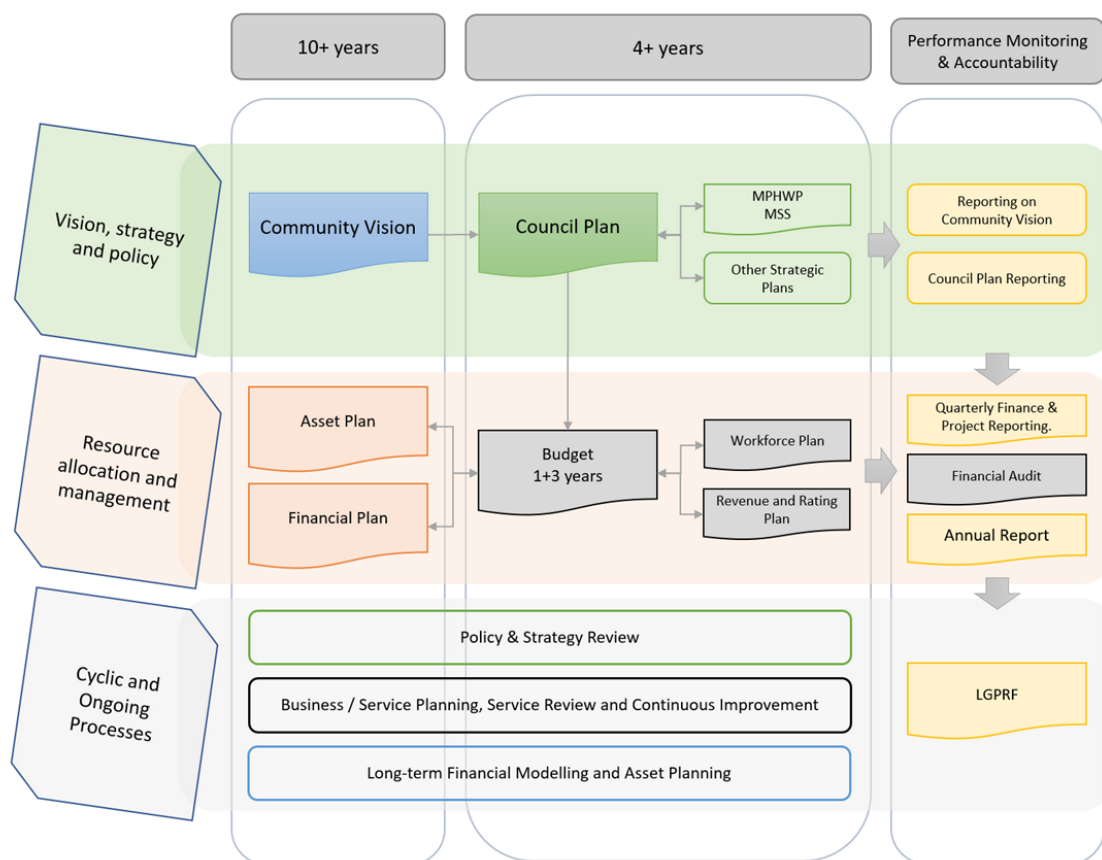 10+ years
4+ years
Performance Monitoring
& Accountability
Vision, strategy
and policy
Community Vision
Council Plan
MPHWP
MSS
Other Strategic
Plans
Reporting on
Community Vision
Council Plan Reporting
Resource
allocation and
management
Asset Plan
Financial Plan
Budget
1+3 years
Workforce Plan
Revenue and Rating
Plan
Quarterly Finance &
Project Reporting.
Financial Audit
Annual Report
Cyclic and
Ongoing
Processes
Policy & Strategy Review
Business / Service Planning, Service Review and Continuous Improvement
Long-term Financial Modelling and Asset Planning
LGPRF